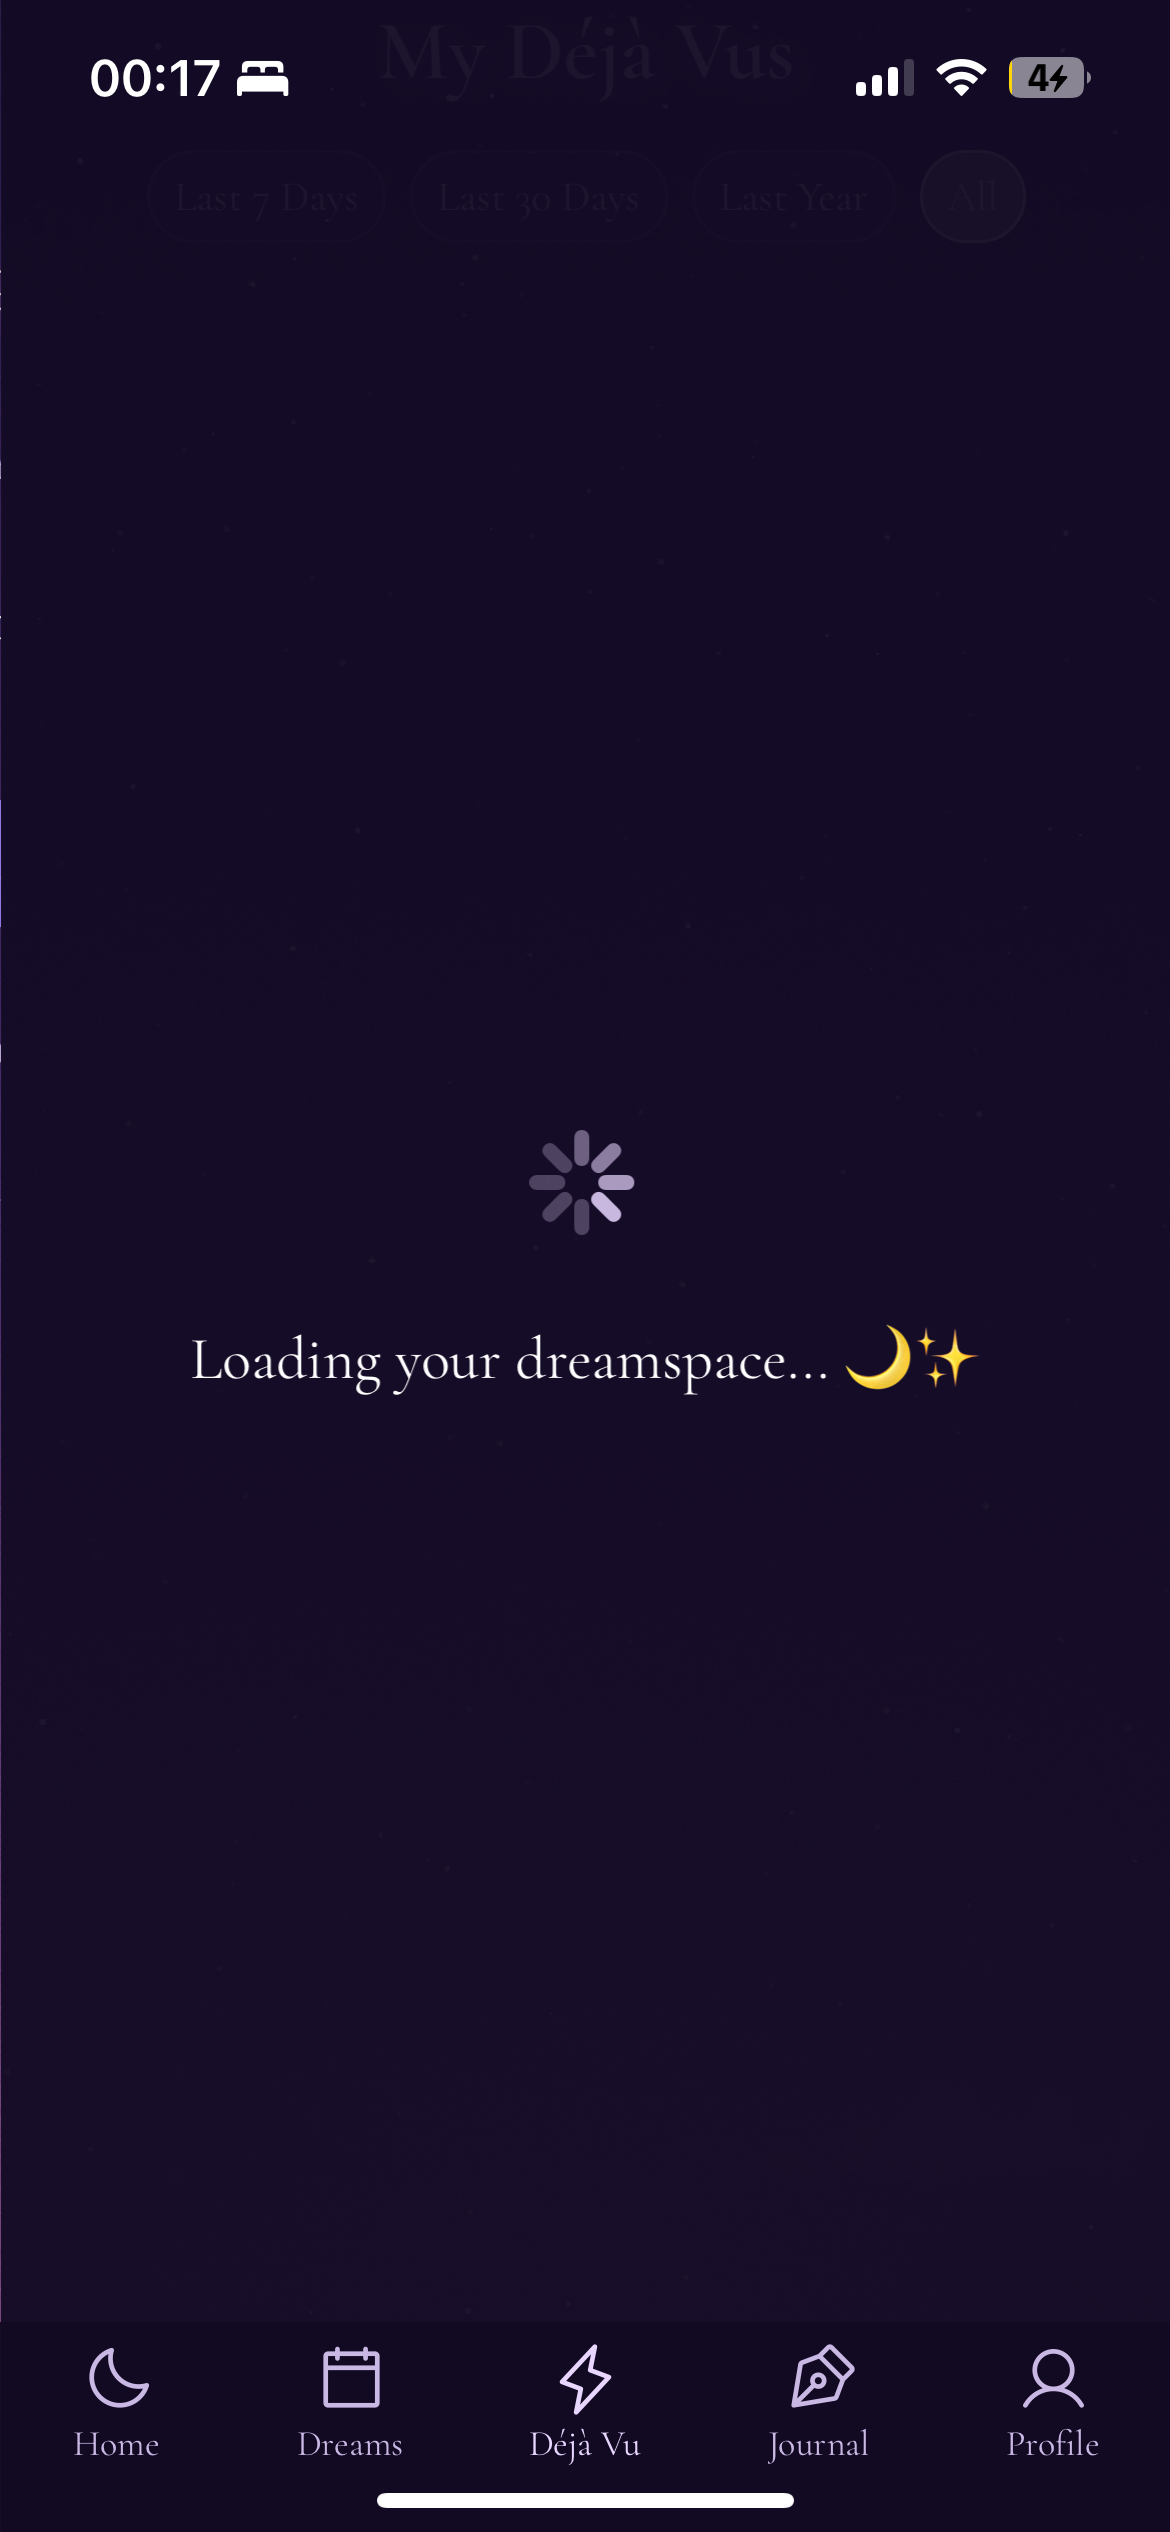 My Déjà Vus
00:17
4
Last 7 Days
Last 30 Days
Last Year
All
Loading your dreamspace... 🌙✨
Home
Dreams
Déjà Vu
Journal
Profile